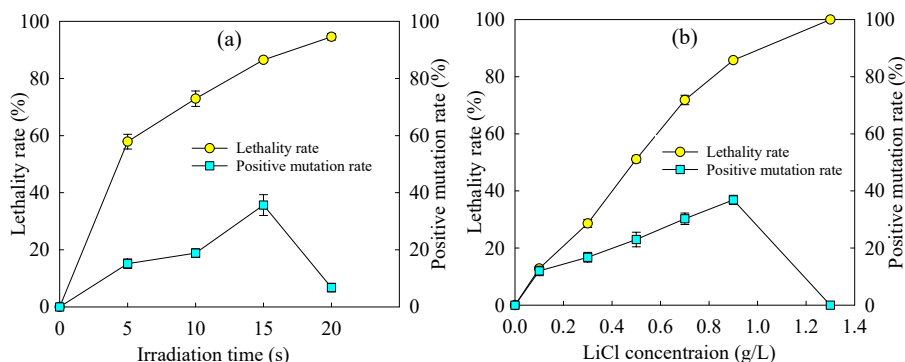 (a)
Lethality rate (%)
100
80
60
40
20
0
Lethality rate
Positive mutation rate
100
80
60
40
20
0
Positive mutation rate (%)
0 5 10 15 20
Irradiation time (s)
(b)
Lethality rate (%)
100
80
60
40
20
0
Lethality rate
Positive mutation rate
100
80
60
40
20
0
Positive mutation rate (%)
0.0 0.2 0.4 0.6 0.8 1.0 1.2 1.4
LiCl concentraion (g/L)